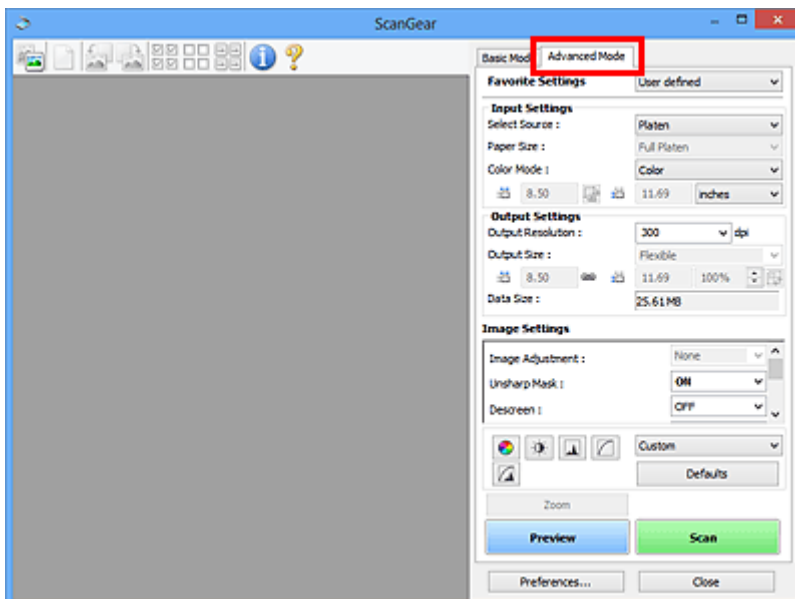 ScanGear
Basic Mod Advanced Mode
Favorite Settings User defined
Input Settings
Select Source : Platen
Paper Size : Full Platen
Color Mode : Color
8.50 11.69 inches
Output Settings
Output Resolution : 300 dpi
Output Size : Flexible
8.50 11.69 100%
Data Size : 25.61MB
Image Settings
Image Adjustment : None
Unsharp Mask : ON
Descreen : OFF
Custom
Defaults
Zoom
Preview Scan
Preferences... Close